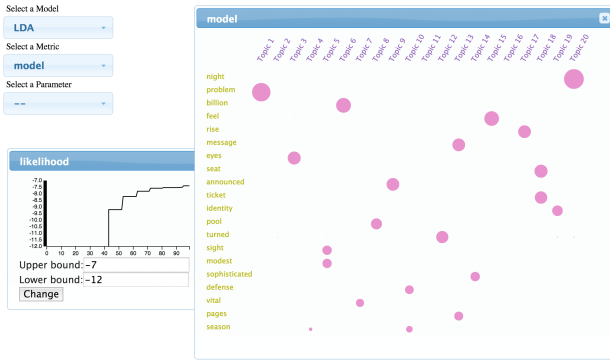 Select a Model
LDA
Select a Metric
model
Select a Parameter
--
likelihood
-7.0
-7.5
-8.0
-8.5
-9.0
-9.5
-10.0
-10.5
-11.0
-11.5
-12.0
0 10 20 30 40 50 60 70 80 90
Upper bound: -7
Lower bound: -12
Change
model
Topic 1 Topic 2 Topic 3 Topic 4 Topic 5 Topic 6 Topic 7 Topic 8 Topic 9 Topic 10 Topic 11 Topic 12 Topic 13 Topic 14 Topic 15 Topic 16 Topic 17 Topic 18 Topic 19 Topic 20
night
problem
billion
feel
rise
message
eyes
seat
announced
ticket
identity
pool
turned
sight
modest
sophisticated
defense
vital
pages
season